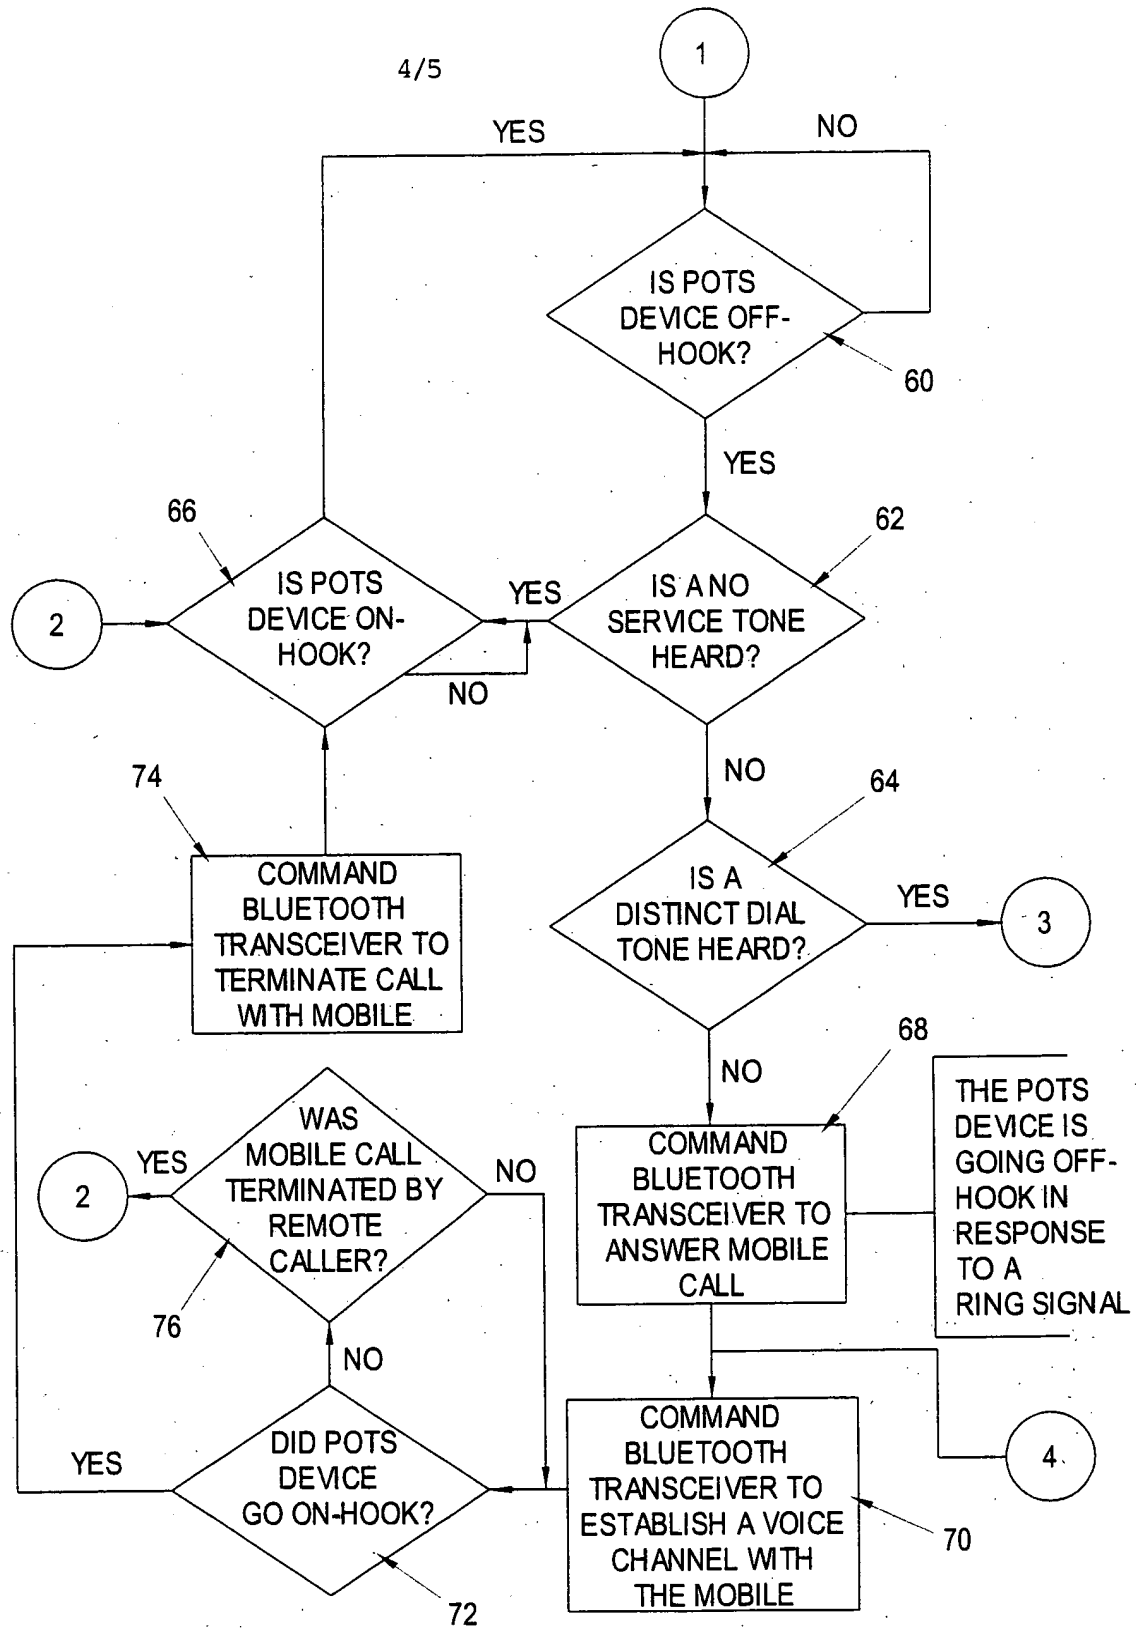 4/5
1
YES
NO
IS POTS
DEVICE OFF-
HOOK?
60
YES
66
62
2
IS POTS
DEVICE ON-
HOOK?
YES
IS A NO
SERVICE TONE
HEARD?
NO
NO
74
64
COMMAND
BLUETOOTH
TRANSCEIVER TO
TERMINATE CALL
WITH MOBILE
IS A
DISTINCT DIAL
TONE HEARD?
YES
3
NO
68
THE POTS
DEVICE IS
GOING OFF-
HOOK IN
RESPONSE
TO A
RING SIGNAL
COMMAND
BLUETOOTH
TRANSCEIVER TO
ANSWER MOBILE
CALL
WAS
MOBILE CALL
TERMINATED BY
REMOTE
CALLER?
YES
2
NO
76
NO
DID POTS
DEVICE
GO ON-HOOK?
YES
COMMAND
BLUETOOTH
TRANSCEIVER TO
ESTABLISH A VOICE
CHANNEL WITH
THE MOBILE
4
70
72